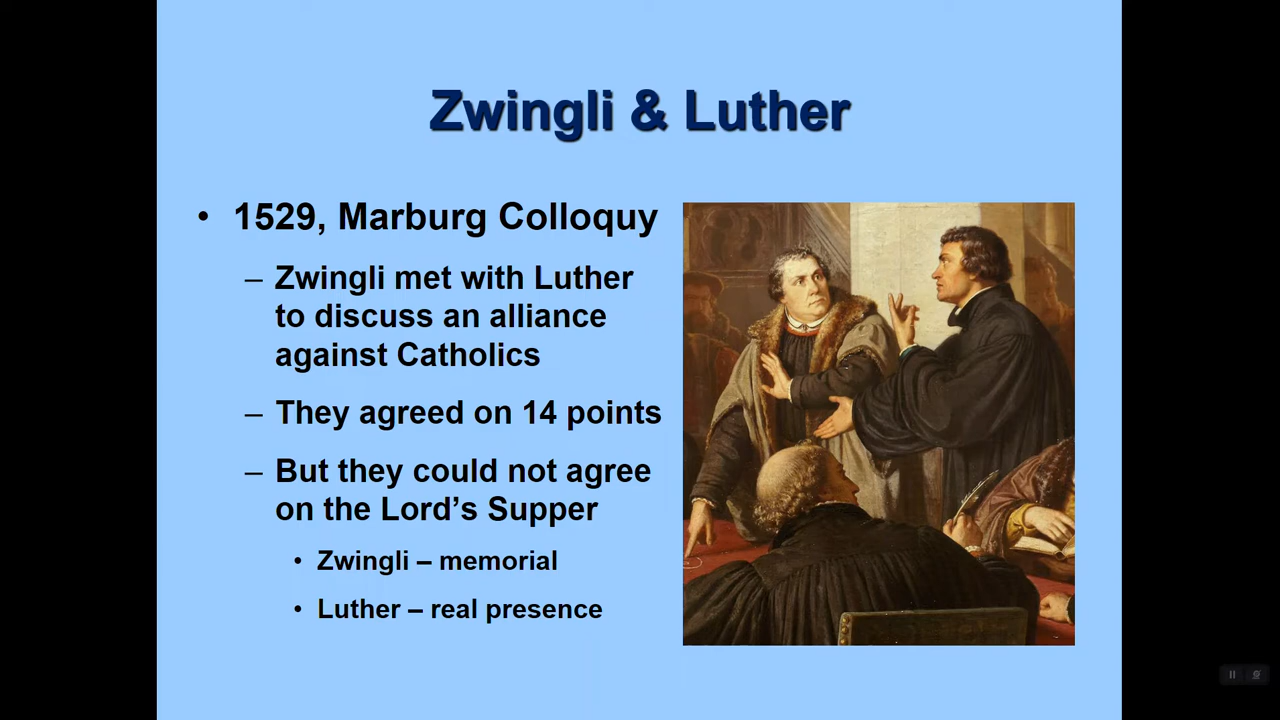 Zwingli & Luther
• 1529, Marburg Colloquy
– Zwingli met with Luther
to discuss an alliance
against Catholics
– They agreed on 14 points
– But they could not agree
on the Lord’s Supper
• Zwingli – memorial
• Luther – real presence